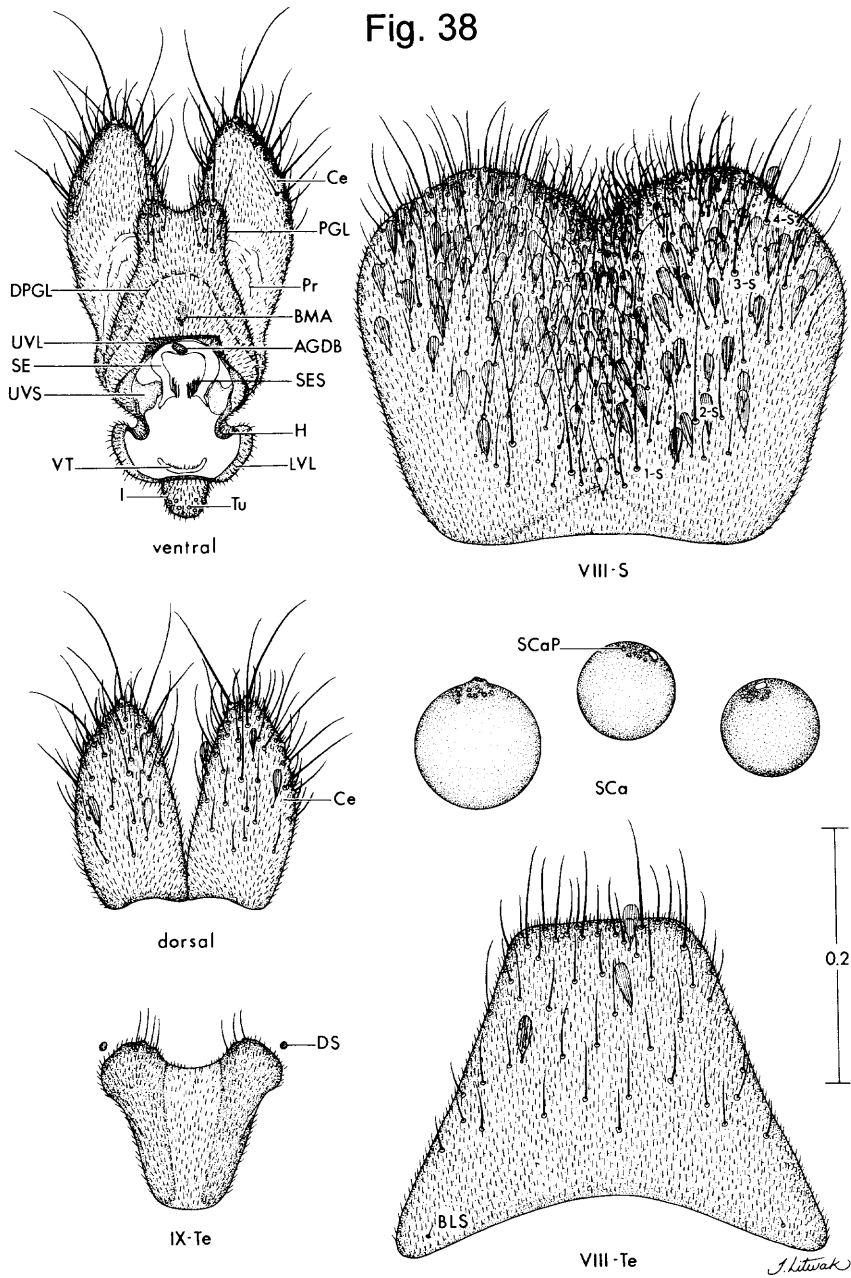 Fig. 38
Ce
PGL
DPGL
Pr
BMA
UVL
AGDB
SE
SES
UVS
H
VT
LVL
I
Tu
ventral
4-S
3-S
2-S
1-S
VIII-S
SCaP
SCa
Ce
dorsal
0.2
DS
IX-Te
BLS
VIII-Te
J. Litwak